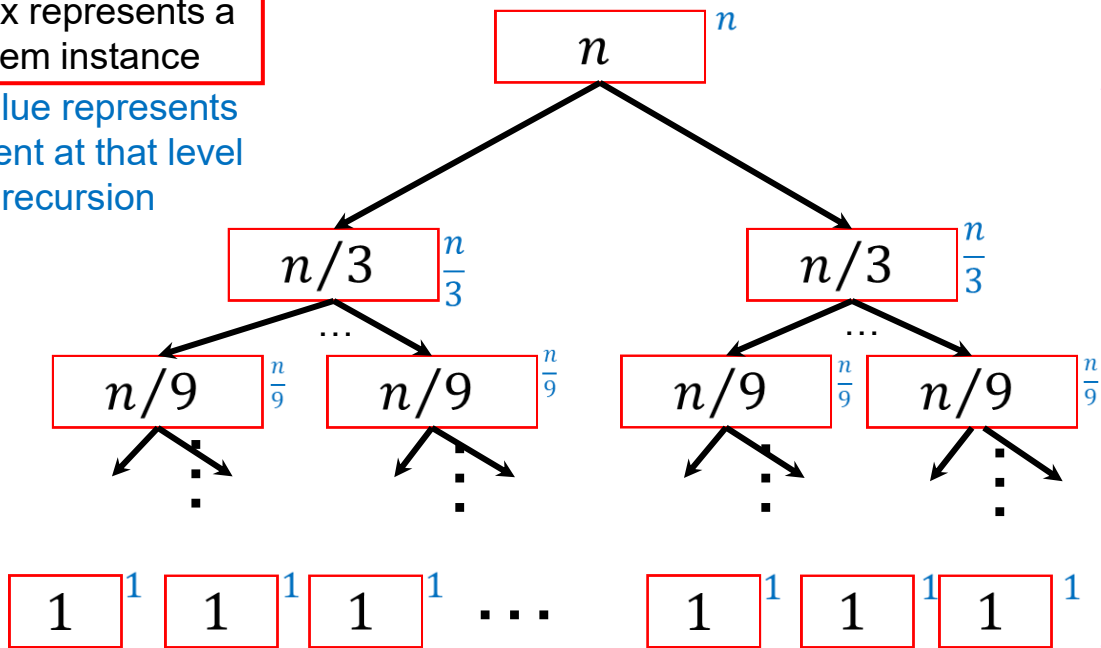 x represents a
em instance
lue represents
ent at that level
recursion
n n
n/3 n/3 n/3 n/3
... ...
n/9 n/9 n/9 n/9 n/9 n/9 n/9 n/9
1 1 1 1 1 1 ... 1 1 1 1 1 1